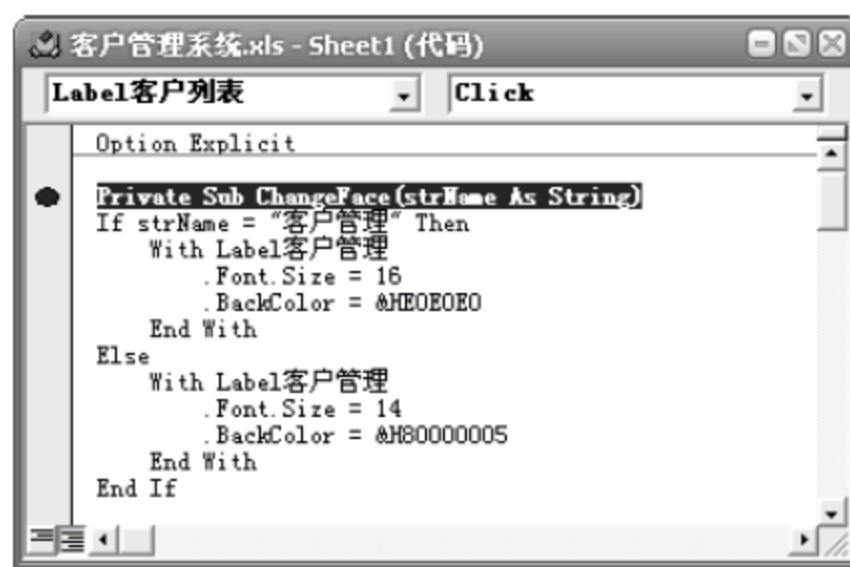 客户管理系统.xls - Sheet1 (代码)
Label客户列表 Click
Option Explicit
Private Sub ChangeFace(strName As String)
If strName = "客户管理" Then
With Label客户管理
.Font.Size = 16
.BackColor = &HE0E0E0
End With
Else
With Label客户管理
.Font.Size = 14
.BackColor = &H80000005
End With
End If